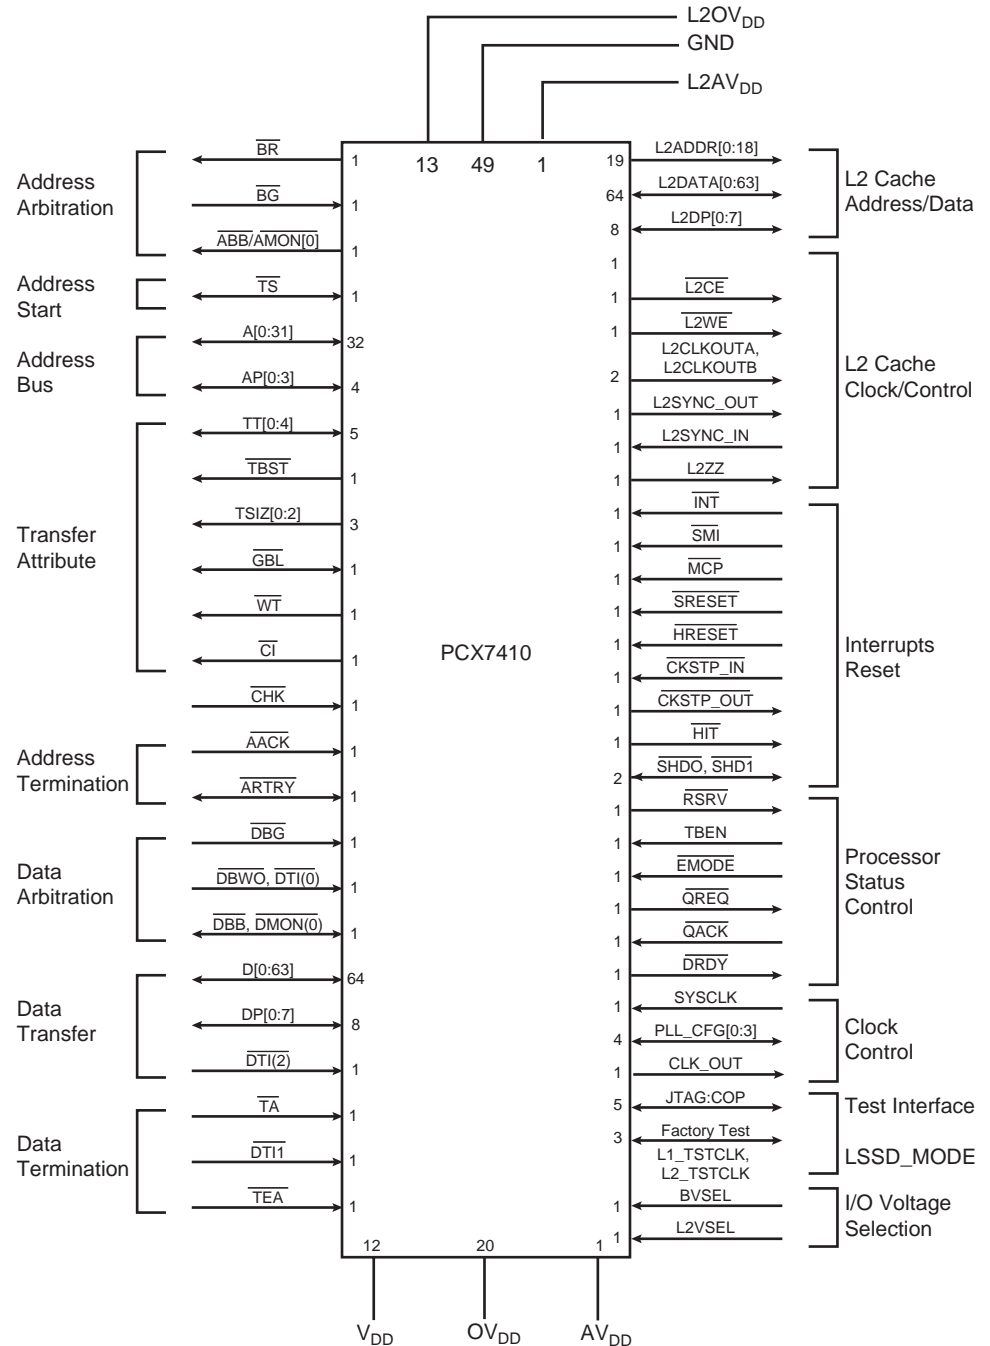 L2OVDD
GND
L2AVDD
13 49 1
Address
Arbitration
BR 1
BG 1
ABB/AMON[0] 1
Address
Start
TS 1
Address
Bus
A[0:31] 32
AP[0:3] 4
Transfer
Attribute
TT[0:4] 5
TBST 1
TSIZ[0:2] 3
GBL 1
WT 1
CI 1
CHK 1
Address
Termination
AACK 1
ARTRY 1
Data
Arbitration
DBG 1
DBWO, DTI(0) 1
DBB, DMON(0) 1
Data
Transfer
D[0:63] 64
DP[0:7] 8
DTI(2) 1
Data
Termination
TA 1
DTI1 1
TEA 1
PCX7410
19 L2ADDR[0:18]
64 L2DATA[0:63]
8 L2DP[0:7]
L2 Cache
Address/Data
1
1 L2CE
1 L2WE
L2CLKOUTA,
2 L2CLKOUTB
1 L2SYNC_OUT
1 L2SYNC_IN
1 L2ZZ
L2 Cache
Clock/Control
1 INT
1 SMI
1 MCP
1 SRESET
1 HRESET
1 CKSTP_IN
1 CKSTP_OUT
1 HIT
2 SHDO, SHD1
Interrupts
Reset
1 RSRV
1 TBEN
1 EMODE
1 QREQ
1 QACK
1 DRDY
Processor
Status
Control
1 SYSCLK
4 PLL_CFG[0:3]
1 CLK_OUT
Clock
Control
5 JTAG:COP
3 Factory Test
L1_TSTCLK,
L2_TSTCLK
Test Interface
LSSD_MODE
1 BVSEL
1 L2VSEL
I/O Voltage
Selection
12 20 1
VDD OVDD AVDD